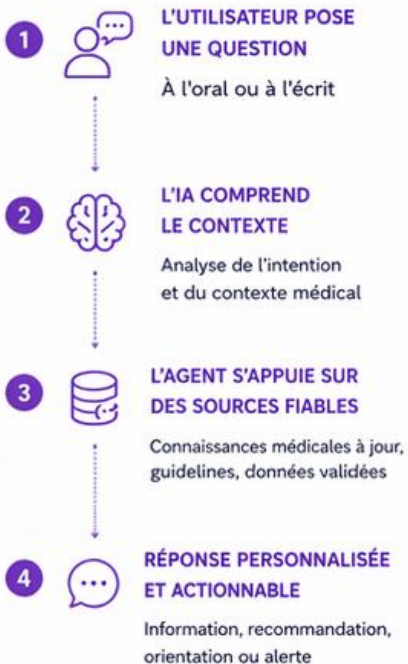 1
L'UTILISATEUR POSE
UNE QUESTION
À l'oral ou à l'écrit
2
L'IA COMPREND
LE CONTEXTE
Analyse de l'intention
et du contexte médical
3
L'AGENT S'APPUIE SUR
DES SOURCES FIABLES
Connaissances médicales à jour,
guidelines, données validées
4
RÉPONSE PERSONNALISÉE
ET ACTIONNABLE
Information, recommandation,
orientation ou alerte